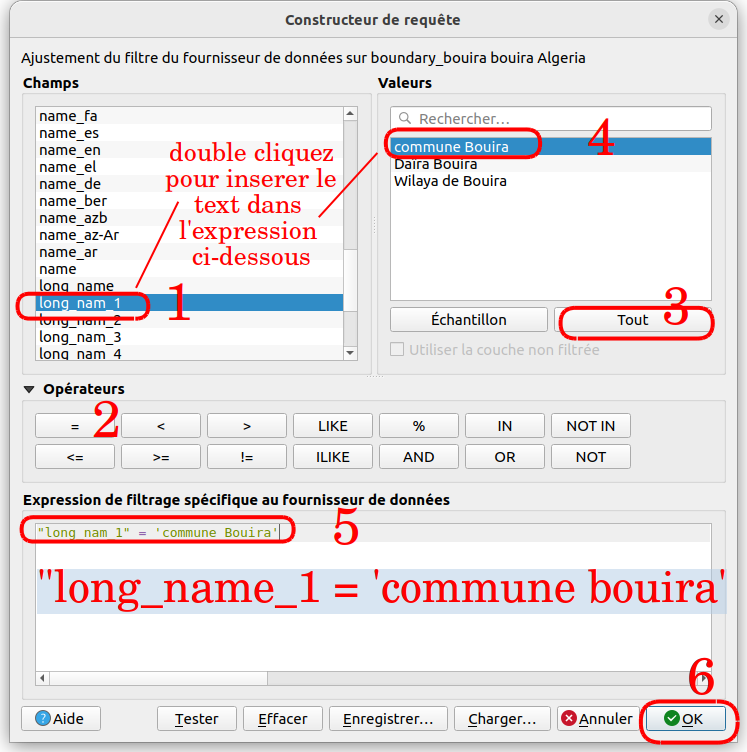 Constructeur de requête
Ajustement du filtre du fournisseur de données sur boundary_bouira bouira Algeria
Champs
name_fa
name_es
name_en
name_el
name_de
name_ber
name_azb
name_az-Ar
name_ar
name
long_name
long_nam_1
long_nam_2
long_nam_3
long_nam_4
1
double cliquez
pour inserer le
text dans
l'expression
ci-dessous
Valeurs
Rechercher...
commune Bouira
Daira Bouira
Wilaya de Bouira
4
Échantillon
Tout
3
Utiliser la couche non filtrée
Opérateurs
= < > LIKE % IN NOT IN
2
<= >= != ILIKE AND OR NOT
Expression de filtrage spécifique au fournisseur de données
"long_nam_1" = 'commune Bouira'
5
"long_name_1 = 'commune bouira'
6
Aide Tester Effacer Enregistrer... Charger... Annuler OK